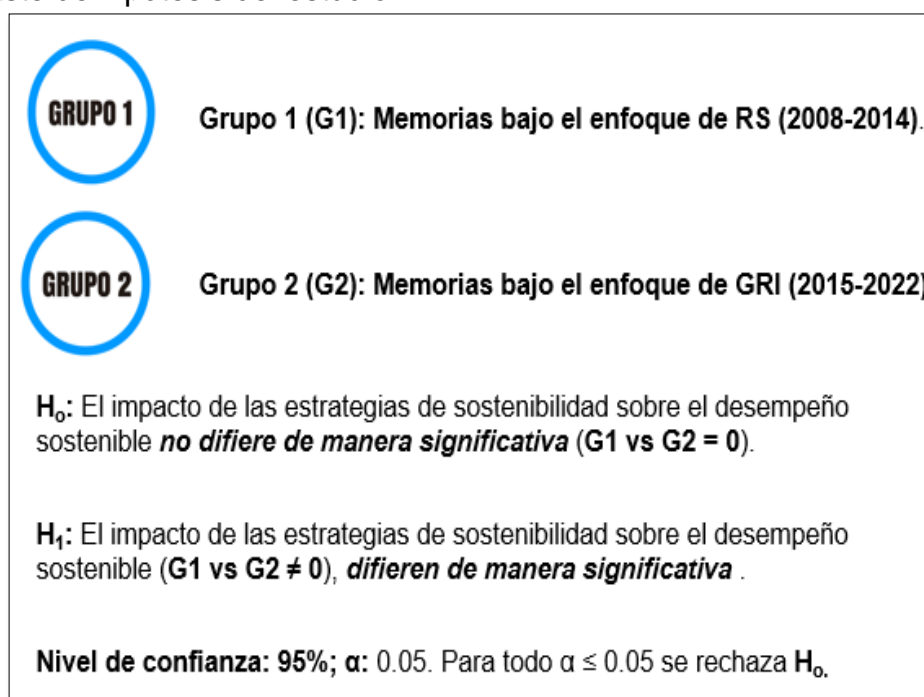 GRUPO 1
Grupo 1 (G1): Memorias bajo el enfoque de RS (2008-2014).
GRUPO 2
Grupo 2 (G2): Memorias bajo el enfoque de GRI (2015-2022)
Hₒ: El impacto de las estrategias de sostenibilidad sobre el desempeño
sostenible no difiere de manera significativa (G1 vs G2 = 0).
H₁: El impacto de las estrategias de sostenibilidad sobre el desempeño
sostenible (G1 vs G2 ≠ 0), difieren de manera significativa .
Nivel de confianza: 95%; α: 0.05. Para todo α ≤ 0.05 se rechaza Hₒ.